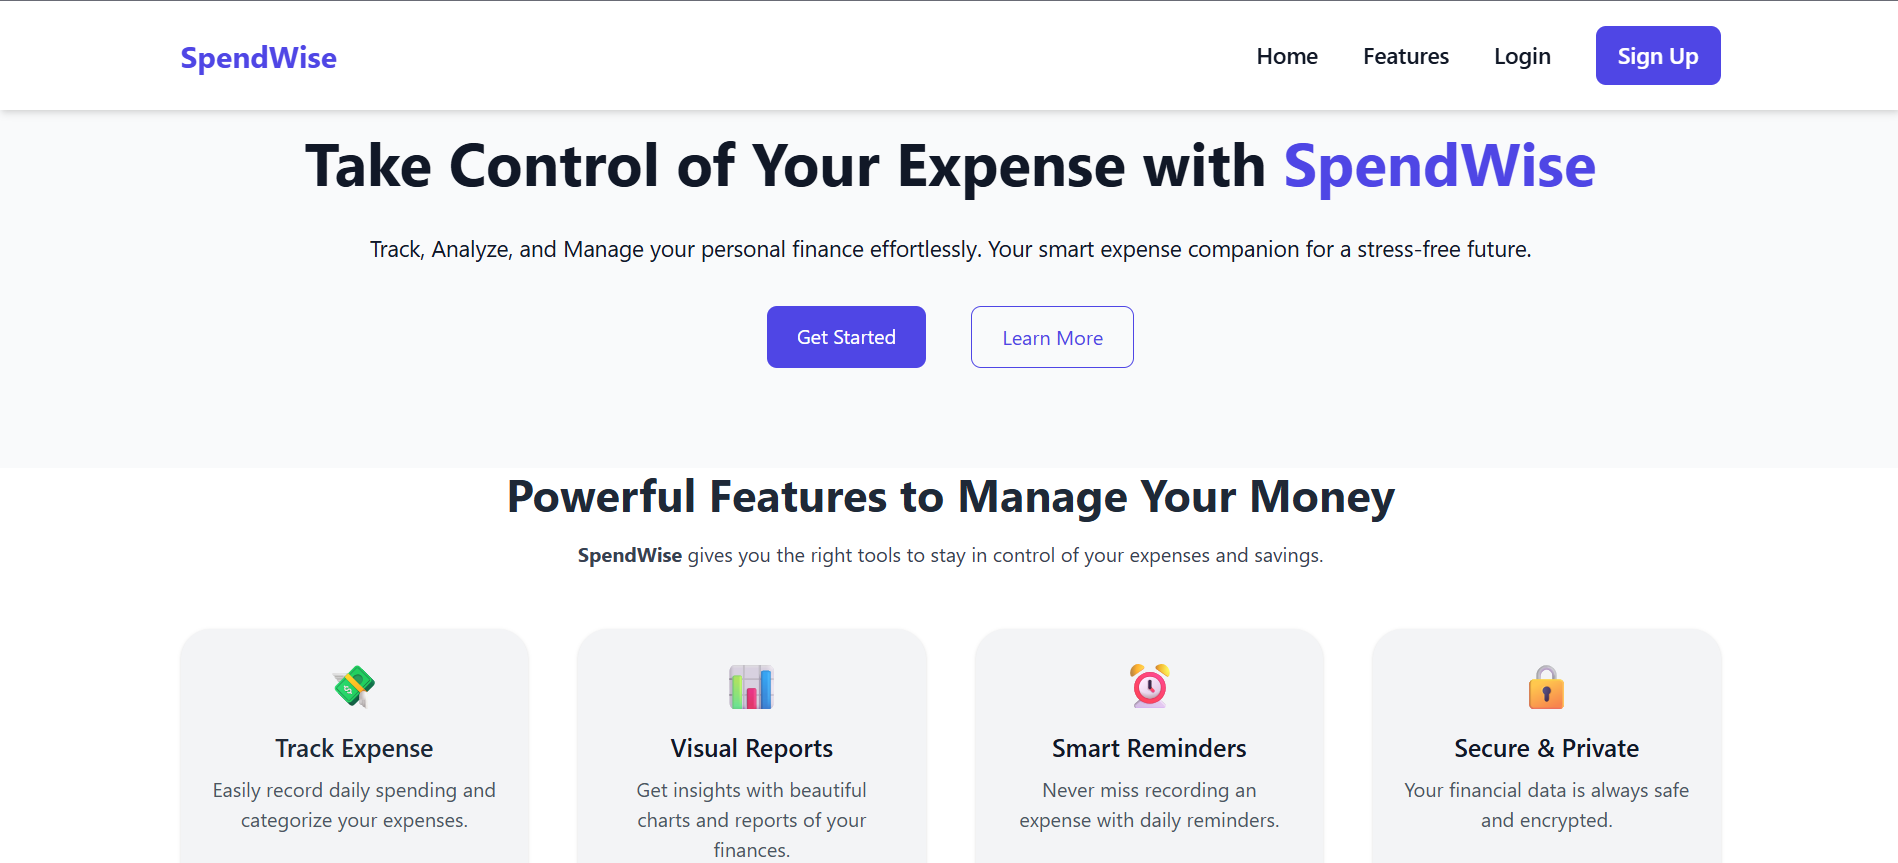 SpendWise
Home
Features
Login
Sign Up
Take Control of Your Expense with SpendWise
Track, Analyze, and Manage your personal finance effortlessly. Your smart expense companion for a stress-free future.
Get Started
Learn More
Powerful Features to Manage Your Money
SpendWise gives you the right tools to stay in control of your expenses and savings.
Track Expense
Easily record daily spending and
categorize your expenses.
Visual Reports
Get insights with beautiful
charts and reports of your
finances.
Smart Reminders
Never miss recording an
expense with daily reminders.
Secure & Private
Your financial data is always safe
and encrypted.